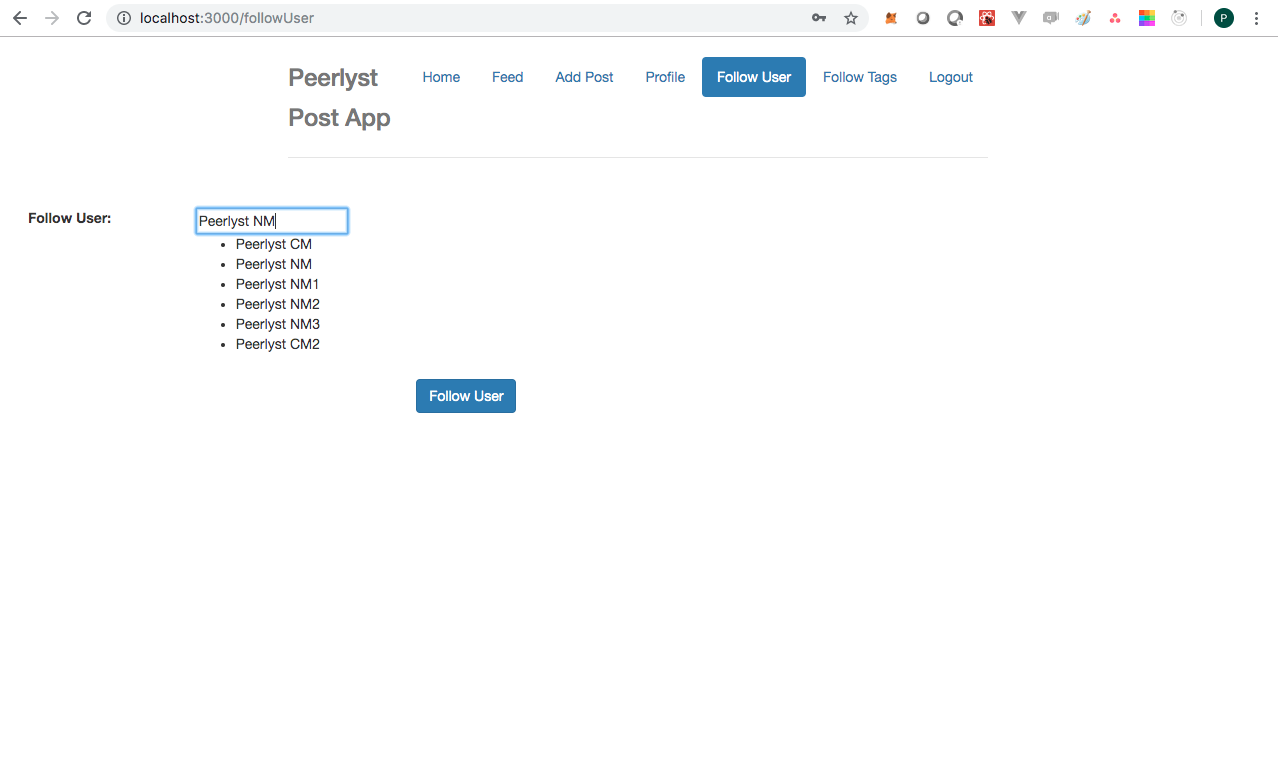 localhost:3000/followUser
P
Peerlyst Post App
Home
Feed
Add Post
Profile
Follow User
Follow Tags
Logout
Follow User:
Peerlyst NM
Peerlyst CM
Peerlyst NM
Peerlyst NM1
Peerlyst NM2
Peerlyst NM3
Peerlyst CM2
Follow User